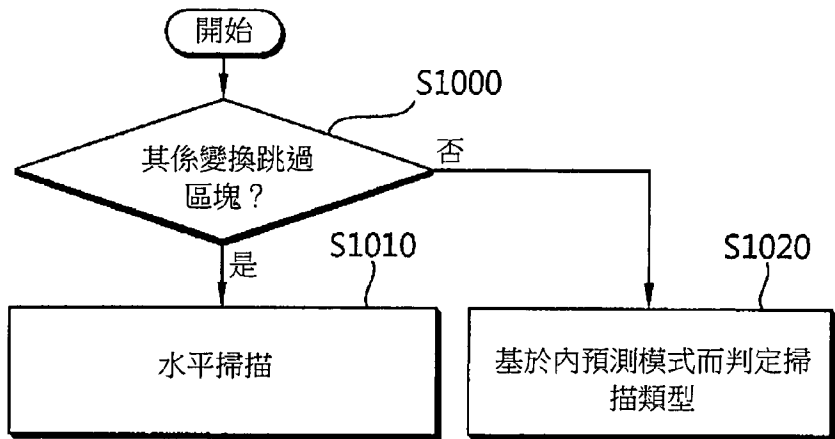 開始
S1000
其係變換跳過
區塊？
否
是
S1010
水平掃描
S1020
基於內預測模式而判定掃
描類型